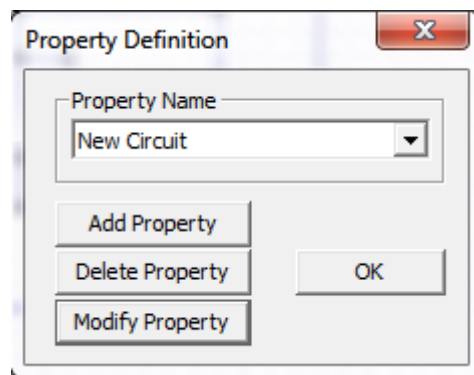 Property Definition
Property Name
New Circuit
Add Property
Delete Property
OK
Modify Property